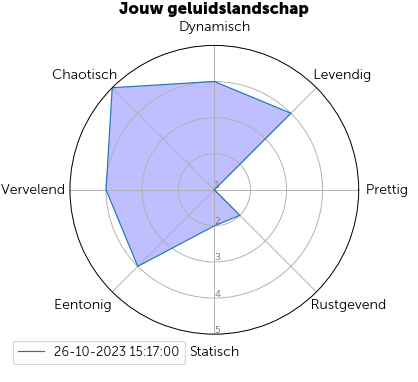 Jouw geluidslandschap
Dynamisch
Chaotisch
Levendig
Vervelend
1
Prettig
2
3
Eentonig
4
Rustgevend
5
26-10-2023 15:17:00
Statisch